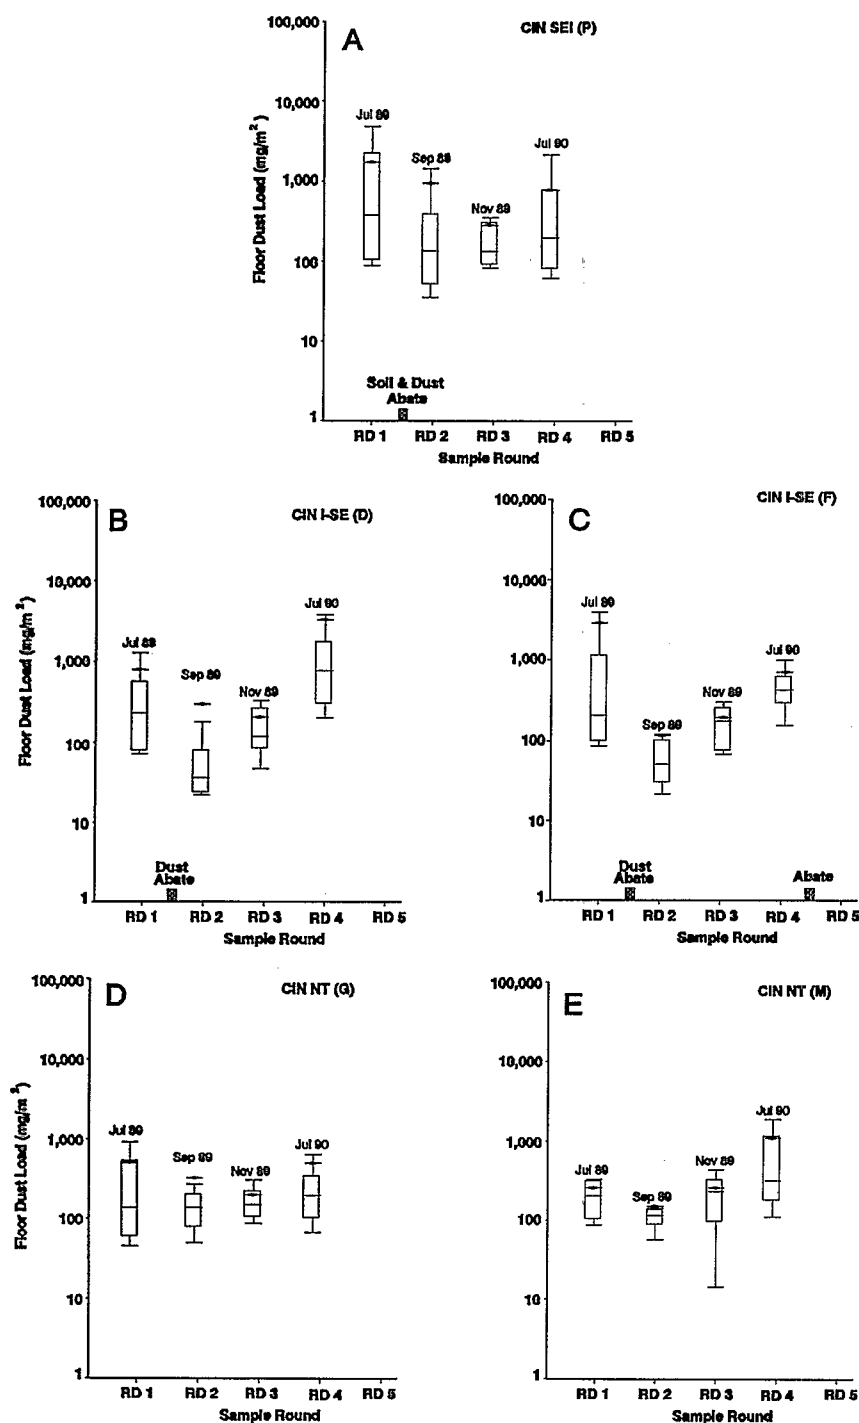 A
CIN SEI (P)
Floor Dust Load (mg/m²)
100,000
10,000
1,000
100
10
1
Jul 89
Sep 89
Nov 89
Jul 90
Soil & Dust
Abate
RD 1 RD 2 RD 3 RD 4 RD 5
Sample Round
B
CIN I-SE (D)
Floor Dust Load (mg/m²)
100,000
10,000
1,000
100
10
1
Jul 89
Sep 89
Nov 89
Jul 90
Dust
Abate
RD 1 RD 2 RD 3 RD 4 RD 5
Sample Round
C
CIN I-SE (F)
100,000
10,000
1,000
100
10
1
Jul 89
Sep 89
Nov 89
Jul 90
Dust
Abate
Abate
RD 1 RD 2 RD 3 RD 4 RD 5
Sample Round
D
CIN NT (G)
Floor Dust Load (mg/m²)
100,000
10,000
1,000
100
10
1
Jul 89
Sep 89
Nov 89
Jul 90
RD 1 RD 2 RD 3 RD 4 RD 5
Sample Round
E
CIN NT (M)
100,000
10,000
1,000
100
10
1
Jul 89
Sep 89
Nov 89
Jul 90
RD 1 RD 2 RD 3 RD 4 RD 5
Sample Round